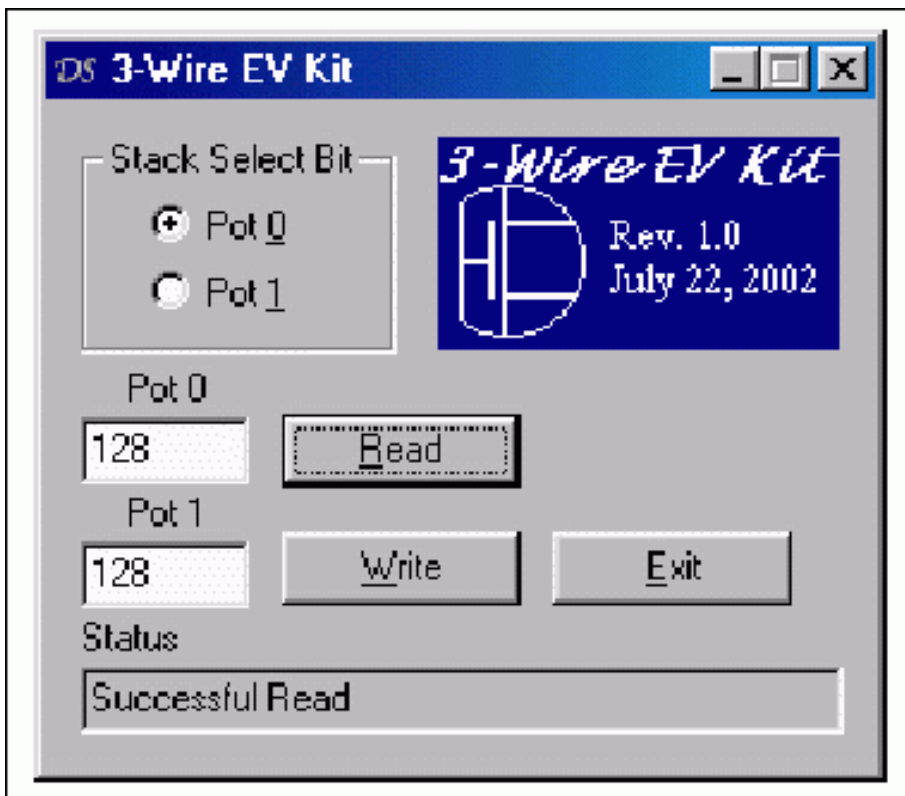 DS 3-Wire EV Kit
Stack Select Bit
Pot 0
Pot 1
3-Wire EV Kit
Rev. 1.0
July 22, 2002
Pot 0
128
Read
Pot 1
128
Write
Exit
Status
Successful Read